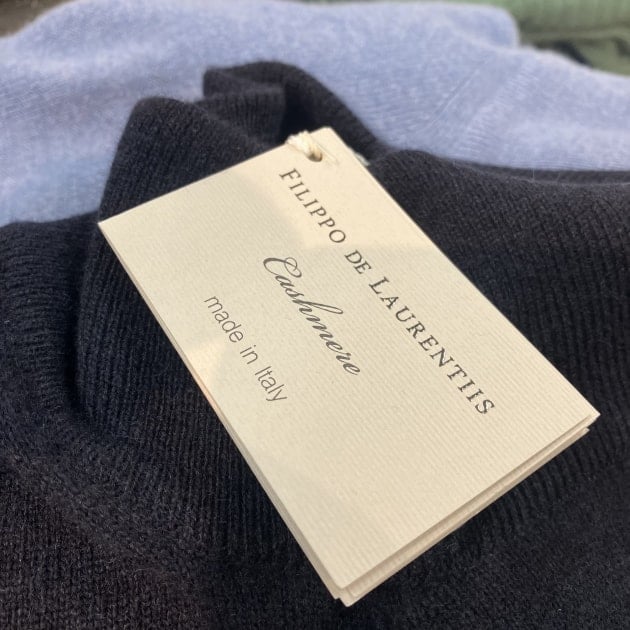 FILIPPO DE LAURENTIIS
Cashmere
made in Italy